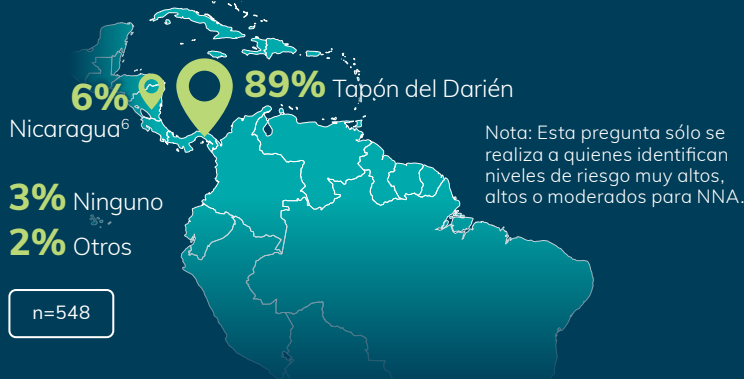 89% Tapón del Darién
6%
Nicaragua⁶
3% Ninguno
2% Otros
n=548
Nota: Esta pregunta sólo se
realiza a quienes identifican
niveles de riesgo muy altos,
altos o moderados para NNA.